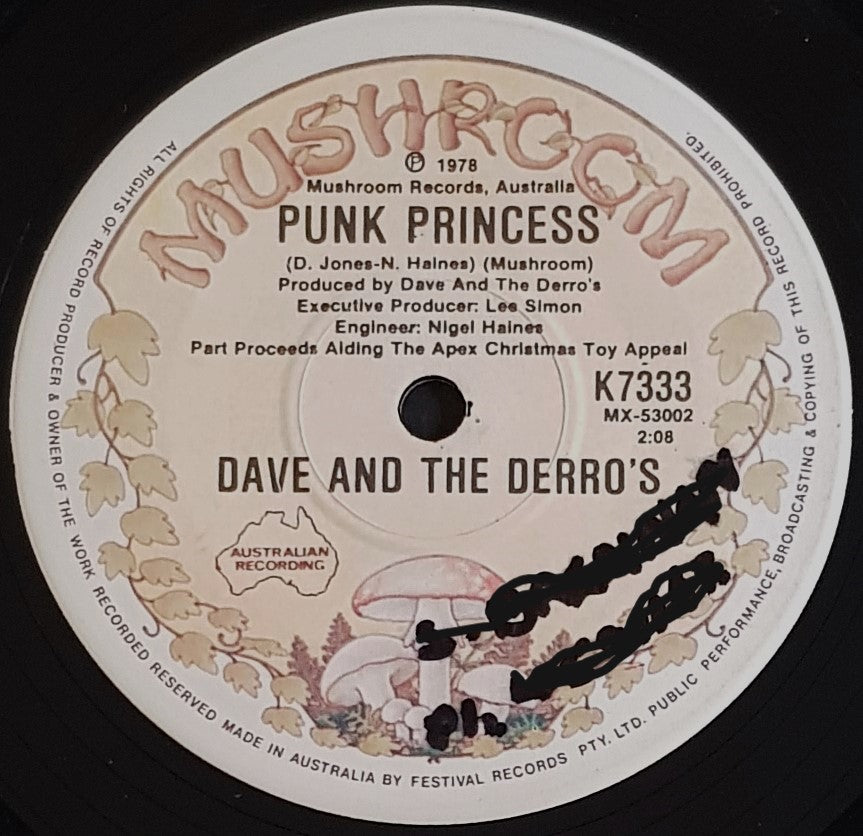 MUSHROOM
Ⓟ 1978
Mushroom Records, Australia
PUNK PRINCESS
(D. Jones-N. Haines) (Mushroom)
Produced by Dave And The Derro's
Executive Producer: Lee Simon
Engineer: Nigel Haines
Part Proceeds Aiding The Apex Christmas Toy Appeal
K7333
MX-53002
2:08
DAVE AND THE DERRO'S
AUSTRALIAN
RECORDING
ph.
ALL RIGHTS OF RECORD PRODUCER & OWNER OF THE WORK RECORDED RESERVED MADE IN AUSTRALIA BY FESTIVAL RECORDS PTY. LTD. PUBLIC PERFORMANCE, BROADCASTING & COPYING OF THIS RECORD PROHIBITED.